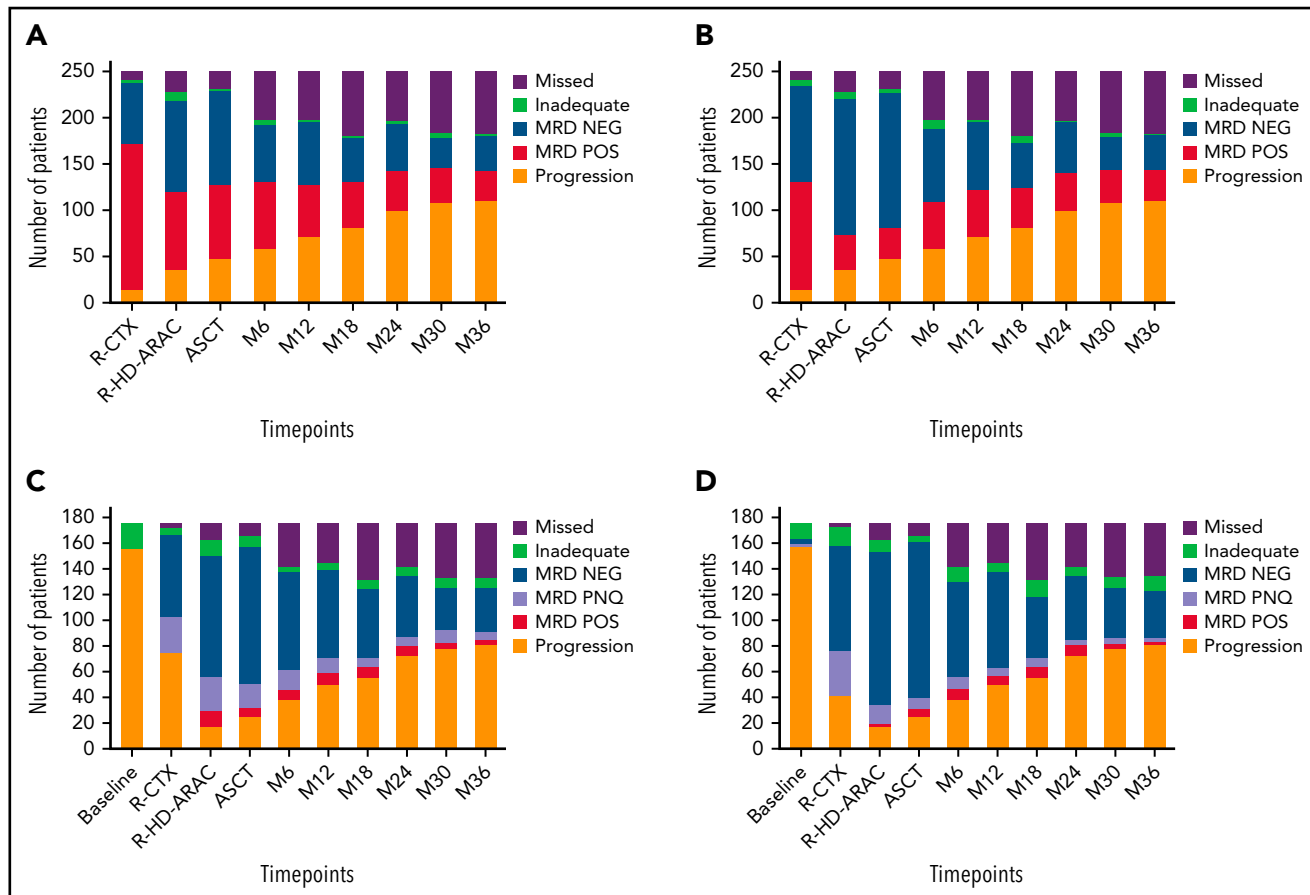 A
Number of patients
250
200
150
100
50
0
R-CTX
R-HD-ARAC
ASCT
M6
M12
M18
M24
M30
M36
Timepoints
Missed
Inadequate
MRD NEG
MRD POS
Progression
B
Number of patients
250
200
150
100
50
0
R-CTX
R-HD-ARAC
ASCT
M6
M12
M18
M24
M30
M36
Timepoints
Missed
Inadequate
MRD NEG
MRD POS
Progression
C
Number of patients
180
160
140
120
100
80
60
40
20
0
Baseline
R-CTX
R-HD-ARAC
ASCT
M6
M12
M18
M24
M30
M36
Timepoints
Missed
Inadequate
MRD NEG
MRD PNQ
MRD POS
Progression
D
Number of patients
180
160
140
120
100
80
60
40
20
0
Baseline
R-CTX
R-HD-ARAC
ASCT
M6
M12
M18
M24
M30
M36
Timepoints
Missed
Inadequate
MRD NEG
MRD PNQ
MRD POS
Progression